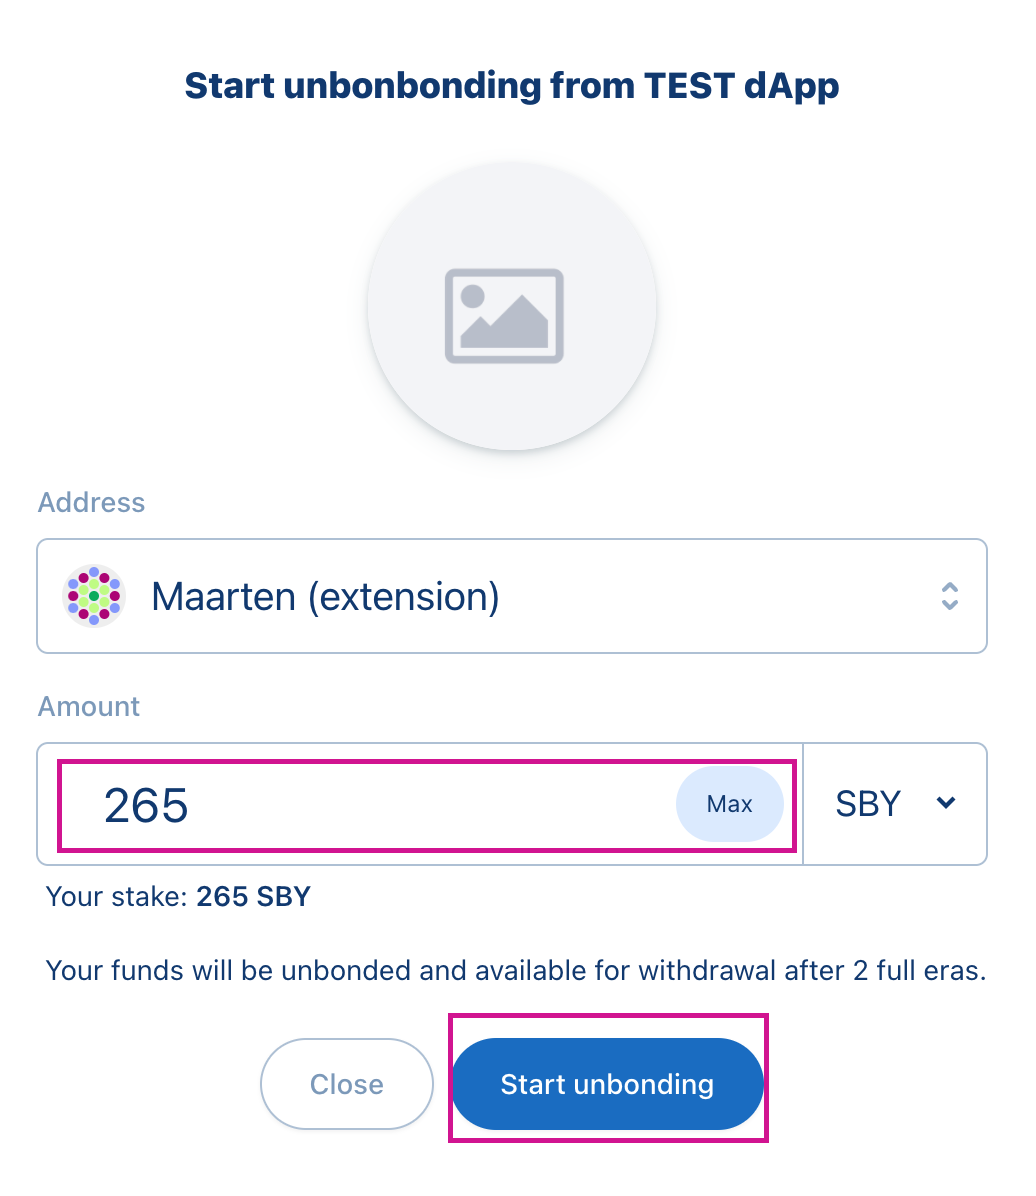 Start unbonbonding from TEST dApp
Address
Maarten (extension)
Amount
265 Max SBY
Your stake: 265 SBY
Your funds will be unbonded and available for withdrawal after 2 full eras.
Close Start unbonding